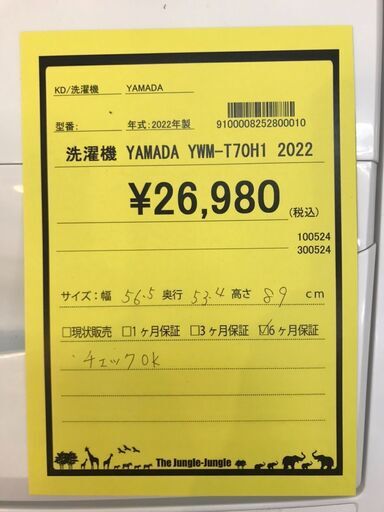 KD/洗濯機 YAMADA
型番: 年式:2022年製 9100008252800010
洗濯機 YAMADA YWM-T70H1 2022
¥26,980(税込)
100524
300524
サイズ:幅 56.5 奥行 53.4 高さ 89 cm
□現状販売 □1ヶ月保証 □3ヶ月保証 ☑6ヶ月保証
・チェックOK
The Jungle-Jungle